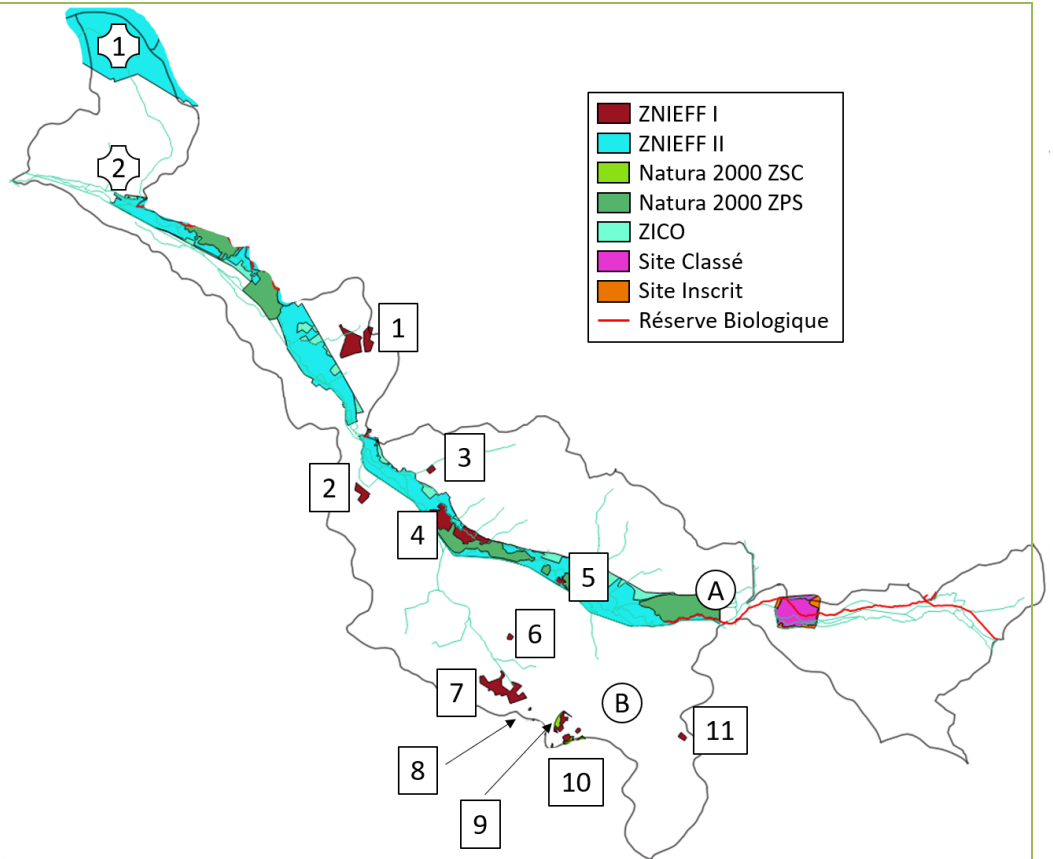 1
2
ZNIEFF I
ZNIEFF II
Natura 2000 ZSC
Natura 2000 ZPS
ZICO
Site Classé
Site Inscrit
Réserve Biologique
1
3
2
4
5
A
6
7
B
11
8
10
9